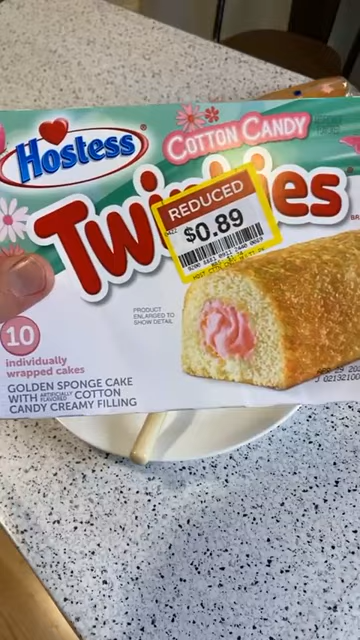 Hostess®
COTTON CANDY
Twinkies
REDUCED
$0.89
PRODUCT
ENLARGED TO
SHOW DETAIL
10
individually
wrapped cakes
GOLDEN SPONGE CAKE
WITH ARTIFICIALLY FLAVORED COTTON
CANDY CREAMY FILLING